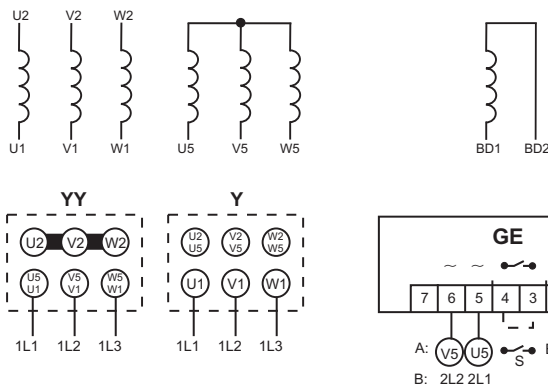 U2 V2 W2
U1 V1 W1 U5 V5 W5 BD1 BD2
YY Y
U2 V2 W2 U2 U5 V2 V5 W2 W5
U5 U1 V5 V1 W5 W1 U1 V1 W1
1L1 1L2 1L3 1L1 1L2 1L3
GE
~ ~
7 6 5 4 3
A: V5 U5 S
B: 2L2 2L1